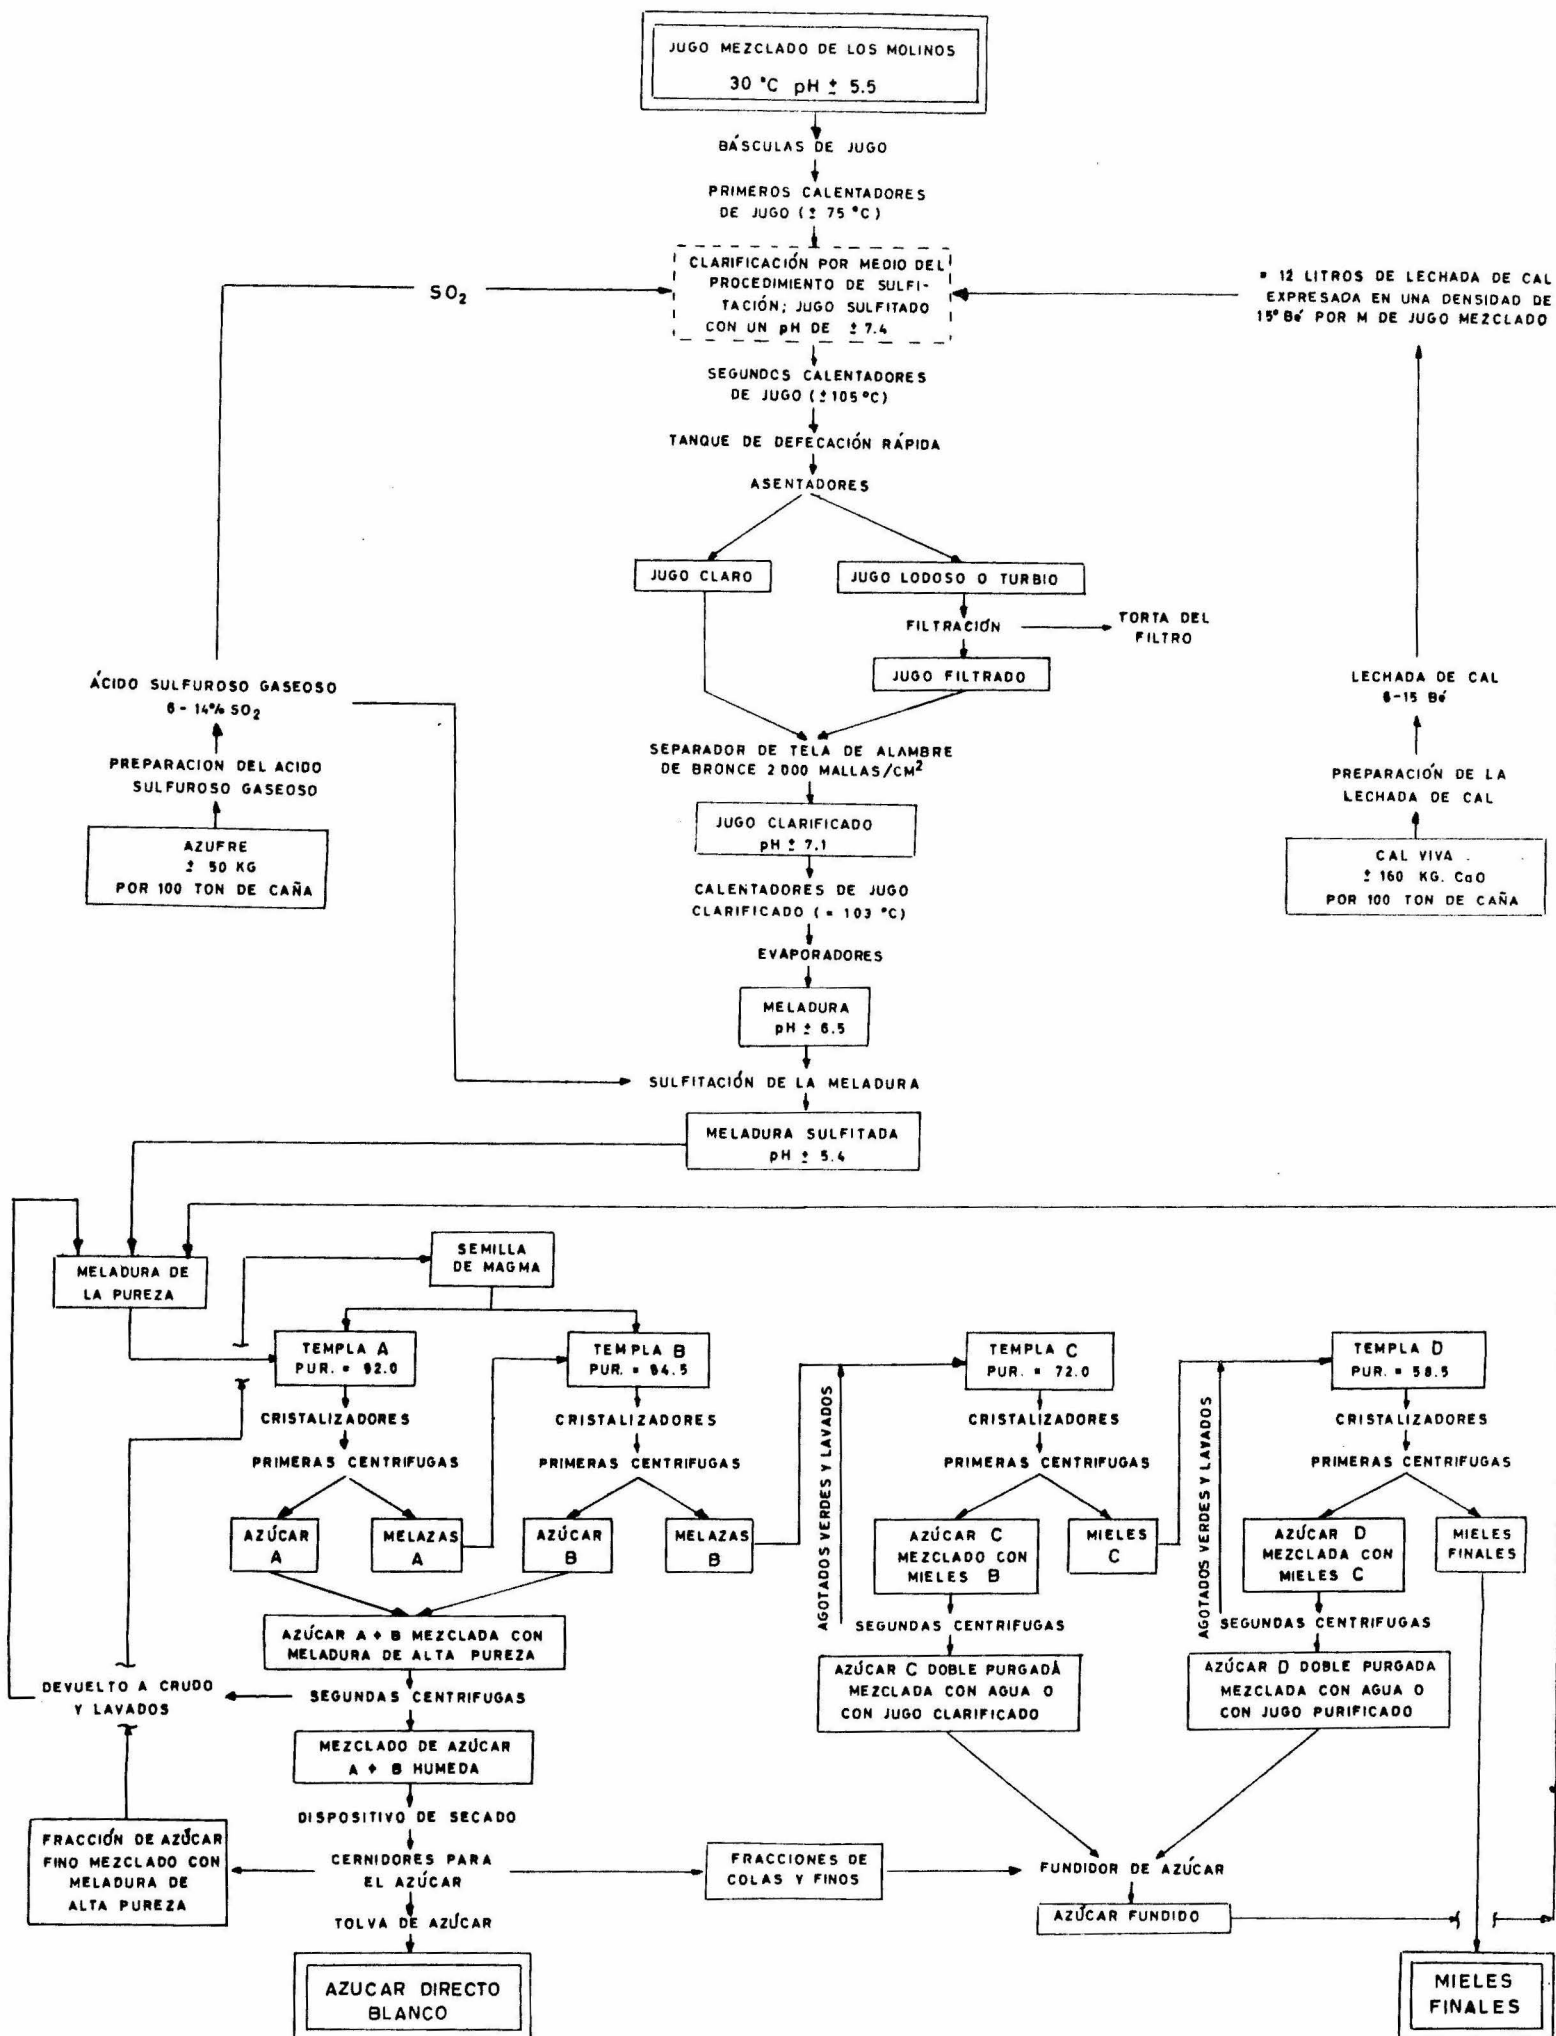 JUGO MEZCLADO DE LOS MOLINOS
30 °C pH ± 5.5
BÁSCULAS DE JUGO
PRIMEROS CALENTADORES
DE JUGO (± 75 °C)
CLARIFICACIÓN POR MEDIO DEL
PROCEDIMIENTO DE SULFI-
TACIÓN; JUGO SULFITADO
CON UN pH DE ± 7.4
SO₂
= 12 LITROS DE LECHADA DE CAL
EXPRESADA EN UNA DENSIDAD DE
15° Bé POR M DE JUGO MEZCLADO
SEGUNDOS CALENTADORES
DE JUGO (± 105 °C)
TANQUE DE DEFECACIÓN RÁPIDA
ASENTADORES
JUGO CLARO
JUGO LODOSO O TURBIO
FILTRACIÓN
TORTA DEL
FILTRO
JUGO FILTRADO
ÁCIDO SULFUROSO GASEOSO
6 - 14% SO₂
PREPARACION DEL ACIDO
SULFUROSO GASEOSO
AZUFRE
± 50 KG
POR 100 TON DE CAÑA
LECHADA DE CAL
6-15 Bé
PREPARACIÓN DE LA
LECHADA DE CAL
CAL VIVA
± 160 KG. CaO
POR 100 TON DE CAÑA
SEPARADOR DE TELA DE ALAMBRE
DE BRONCE 2 000 MALLAS/CM²
JUGO CLARIFICADO
pH ± 7.1
CALENTADORES DE JUGO
CLARIFICADO (= 103 °C)
EVAPORADORES
MELADURA
pH ± 6.5
SULFITACIÓN DE LA MELADURA
MELADURA SULFITADA
pH ± 5.4
MELADURA DE
LA PUREZA
SEMILLA
DE MAGMA
TEMPLA A
PUR. = 92.0
CRISTALIZADORES
PRIMERAS CENTRIFUGAS
AZÚCAR
A
MELAZAS
A
TEMPLA B
PUR. = 84.5
CRISTALIZADORES
PRIMERAS CENTRIFUGAS
AZÚCAR
B
MELAZAS
B
AGOTADOS VERDES Y LAVADOS
TEMPLA C
PUR. = 72.0
CRISTALIZADORES
PRIMERAS CENTRIFUGAS
AZÚCAR C
MEZCLADO CON
MIELES B
MIELES
C
SEGUNDAS CENTRIFUGAS
AZÚCAR C DOBLE PURGADA
MEZCLADA CON AGUA O
CON JUGO CLARIFICADO
AGOTADOS VERDES Y LAVADOS
TEMPLA D
PUR. = 58.5
CRISTALIZADORES
PRIMERAS CENTRIFUGAS
AZÚCAR D
MEZCLADA CON
MIELES C
MIELES
FINALES
SEGUNDAS CENTRIFUGAS
AZÚCAR D DOBLE PURGADA
MEZCLADA CON AGUA O
CON JUGO PURIFICADO
AZÚCAR A + B MEZCLADA CON
MELADURA DE ALTA PUREZA
DEVUELTO A CRUDO
Y LAVADOS
SEGUNDAS CENTRIFUGAS
MEZCLADO DE AZÚCAR
A + B HUMEDA
DISPOSITIVO DE SECADO
FRACCIÓN DE AZÚCAR
FINO MEZCLADO CON
MELADURA DE
ALTA PUREZA
CERNIDORES PARA
EL AZÚCAR
FRACCIONES DE
COLAS Y FINOS
FUNDIDOR DE AZÚCAR
AZÚCAR FUNDIDO
TOLVA DE AZÚCAR
AZUCAR DIRECTO
BLANCO
MIELES
FINALES